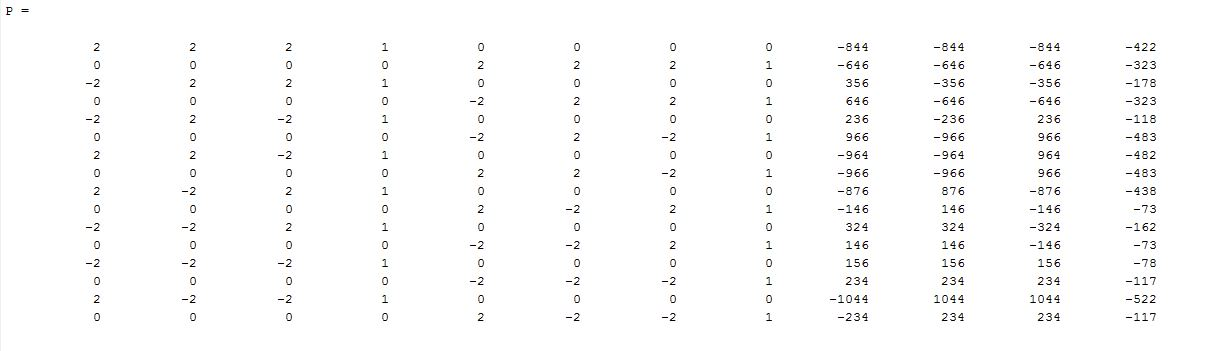 P =
2 2 2 1 0 0 0 0 -844 -844 -844 -422
0 0 0 0 2 2 2 1 -646 -646 -646 -323
-2 2 2 1 0 0 0 0 356 -356 -356 -178
0 0 0 0 -2 2 2 1 646 -646 -646 -323
-2 2 -2 1 0 0 0 0 236 -236 236 -118
0 0 0 0 -2 2 -2 1 966 -966 966 -483
2 2 -2 1 0 0 0 0 -964 -964 964 -482
0 0 0 0 2 2 -2 1 -966 -966 966 -483
2 -2 2 1 0 0 0 0 -876 876 -876 -438
0 0 0 0 2 -2 2 1 -146 146 -146 -73
-2 -2 2 1 0 0 0 0 324 324 -324 -162
0 0 0 0 -2 -2 2 1 146 146 -146 -73
-2 -2 -2 1 0 0 0 0 156 156 156 -78
0 0 0 0 -2 -2 -2 1 234 234 234 -117
2 -2 -2 1 0 0 0 0 -1044 1044 1044 -522
0 0 0 0 2 -2 -2 1 -234 234 234 -117